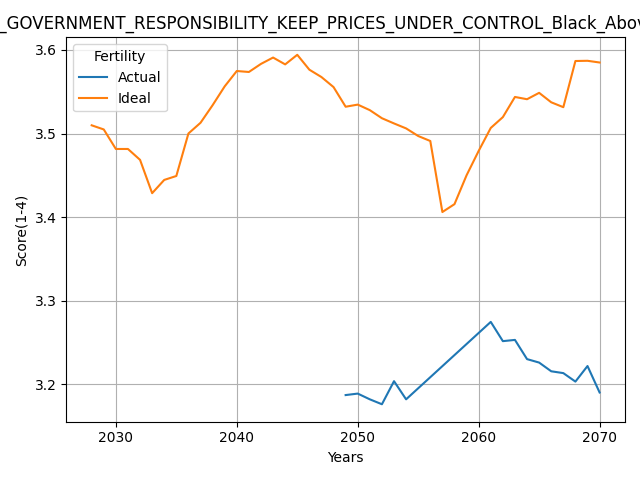 _GOVERNMENT_RESPONSIBILITY_KEEP_PRICES_UNDER_CONTROL_Black_Abov
Fertility
Actual
Ideal
3.6
3.5
3.4
3.3
3.2
Score(1-4)
2030 2040 2050 2060 2070
Years